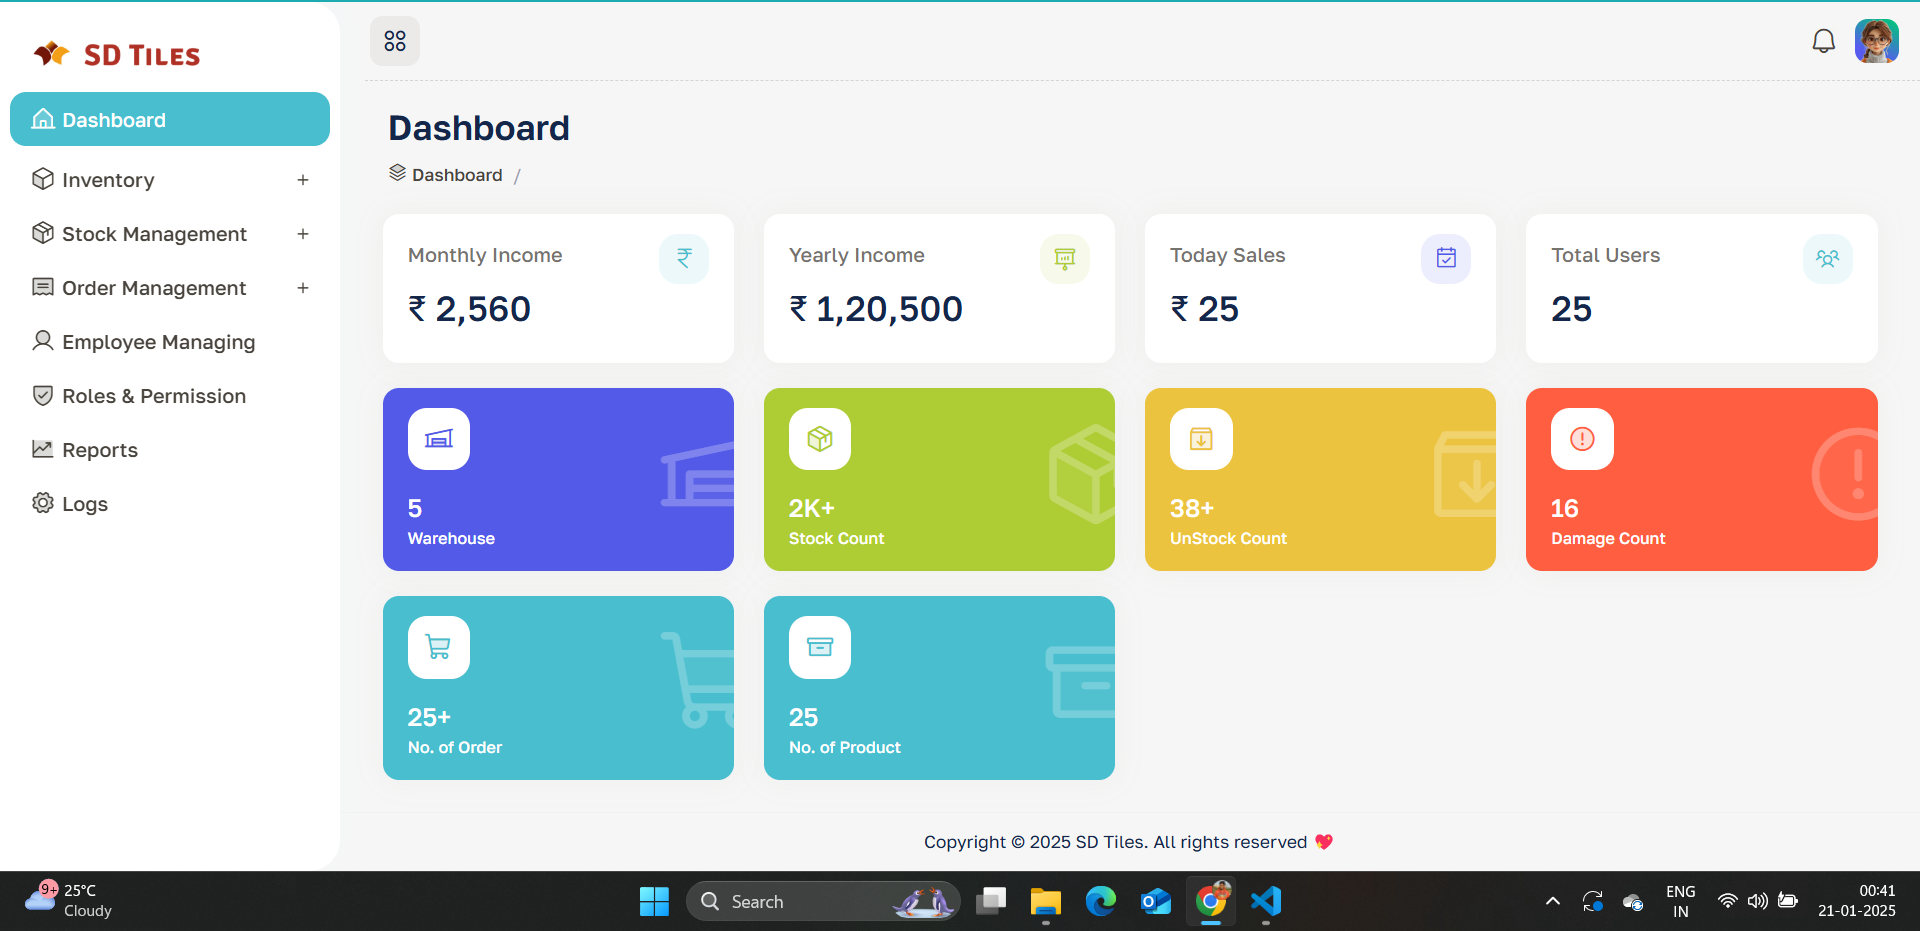 SD TILES
Dashboard
Inventory +
Stock Management +
Order Management +
Employee Managing
Roles & Permission
Reports
Logs
Dashboard
Dashboard /
Monthly Income
₹ 2,560
Yearly Income
₹ 1,20,500
Today Sales
₹ 25
Total Users
25
5
Warehouse
2K+
Stock Count
38+
UnStock Count
16
Damage Count
25+
No. of Order
25
No. of Product
Copyright © 2025 SD Tiles. All rights reserved 💖
9+
25°C
Cloudy
Search
ENG
IN
00:41
21-01-2025